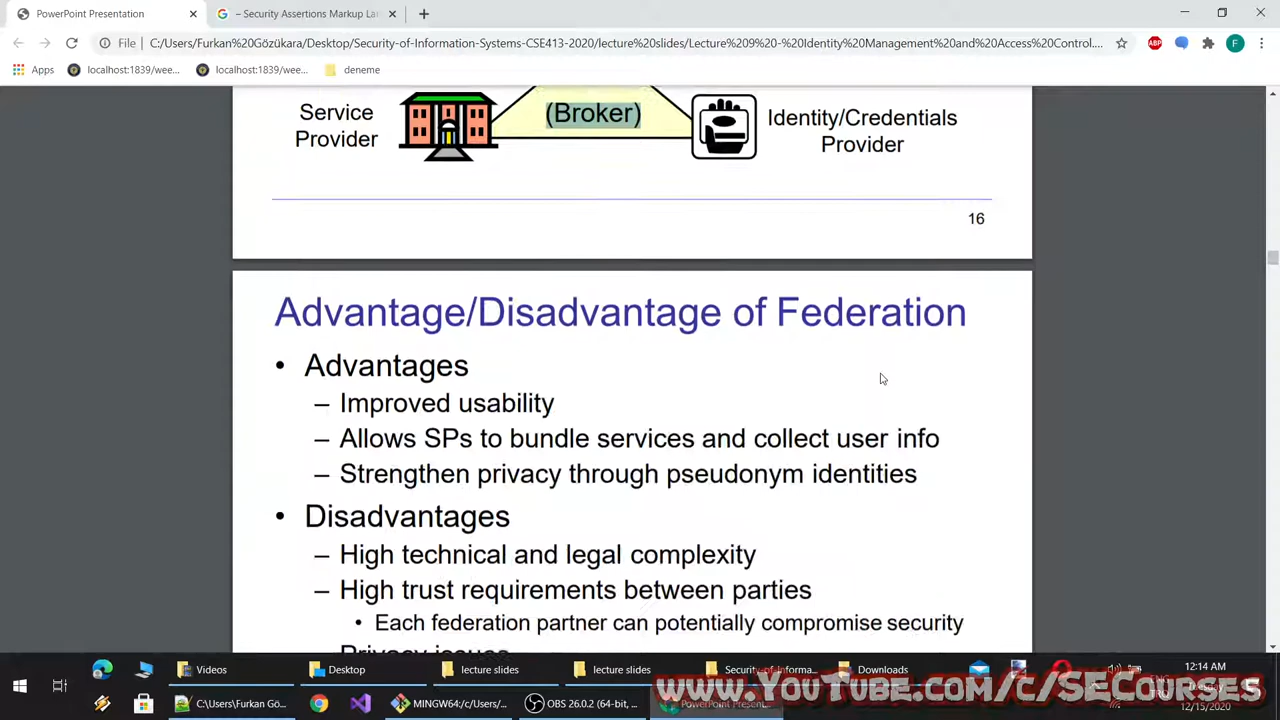 PowerPoint Presentation
– Security Assertions Markup La
File
C:/Users/Furkan%20Gözükara/Desktop/Security-of-Information-Systems-CSE413-2020/lecture%20slides/Lecture%209%20-%20Identity%20Management%20and%20Access%20Control....
ABP
F
Apps
localhost:1839/wee...
localhost:1839/wee...
deneme
Service
Provider
(Broker)
Identity/Credentials
Provider
16
Advantage/Disadvantage of Federation
• Advantages
– Improved usability
– Allows SPs to bundle services and collect user info
– Strengthen privacy through pseudonym identities
• Disadvantages
– High technical and legal complexity
– High trust requirements between parties
• Each federation partner can potentially compromise security
– Privacy issues
Videos
Desktop
lecture slides
lecture slides
Security-of-Informa...
Downloads
12:14 AM
Tuesday
12/15/2020
C:\Users\Furkan Gö...
MINGW64:/c/Users/...
OBS 26.0.2 (64-bit, ...
PowerPoint Present...
www.YouTube.com/c/SECourses